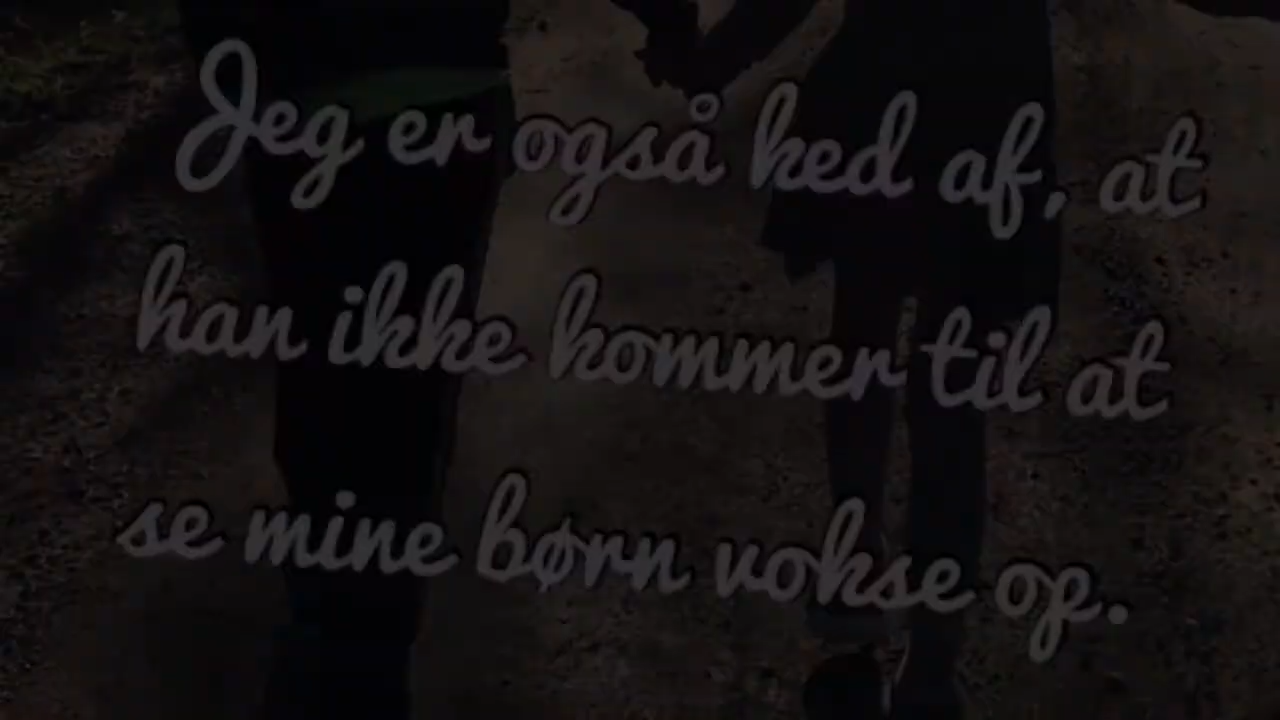 Jeg er også ked af, at
han ikke kommer til at
se mine børn vokse op.